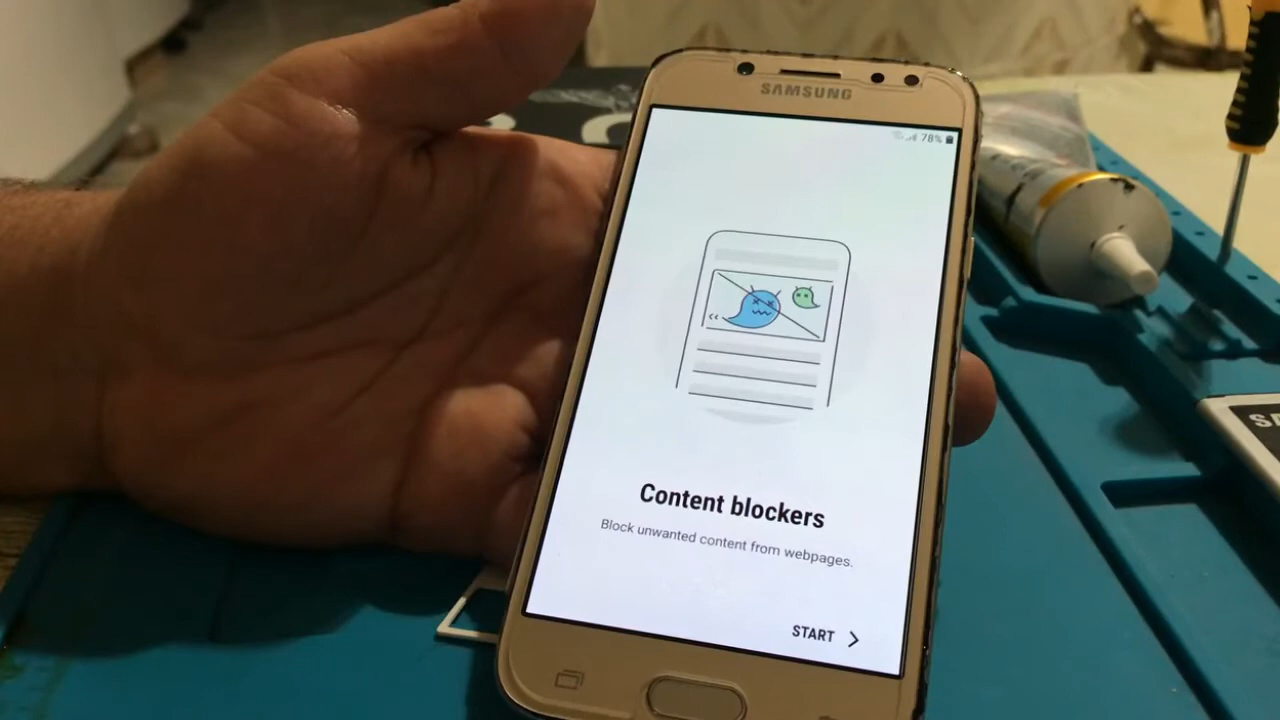 SAMSUNG
78%
Content blockers
Block unwanted content from webpages.
START